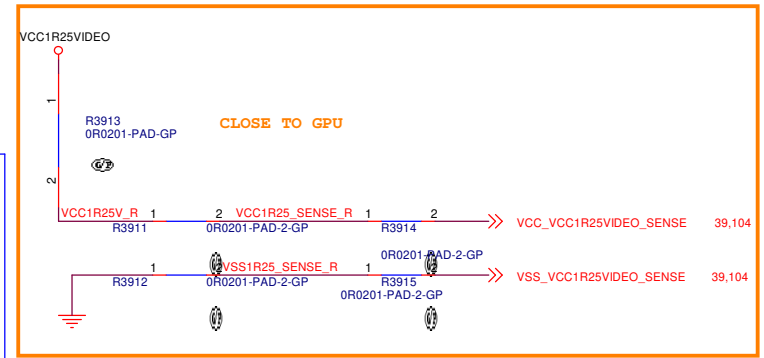 VCC1R25VIDEO
1
R3913
0R0201-PAD-GP
CLOSE TO GPU
G/P
2
VCC1R25V_R 1 2 VCC1R25_SENSE_R 1 2
VCC_VCC1R25VIDEO_SENSE 39,104
R3911 0R0201-PAD-2-GP R3914
0R0201-PAD-2-GP
1 2 VSS1R25_SENSE_R 1 2
VSS_VCC1R25VIDEO_SENSE 39,104
R3912 0R0201-PAD-2-GP R3915
0R0201-PAD-2-GP